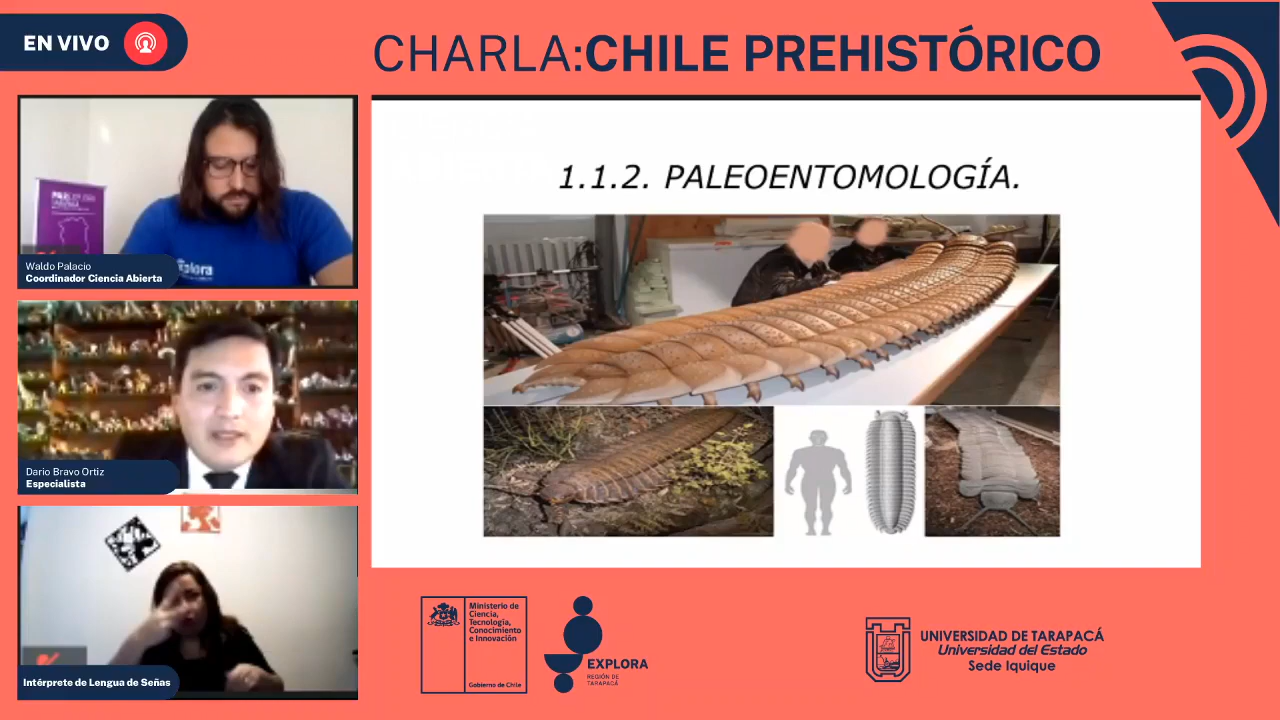 EN VIVO
CHARLA:CHILE PREHISTÓRICO
xplora
Waldo Palacio
Coordinador Ciencia Abierta
Dario Bravo Ortiz
Especialista
Intérprete de Lengua de Señas
1.1.2. PALEOENTOMOLOGÍA.
Ministerio de
Ciencia,
Tecnología,
Conocimiento
e Innovación
Gobierno de Chile
EXPLORA
REGIÓN DE
TARAPACÁ
UNIVERSIDAD DE TARAPACÁ
Universidad del Estado
Sede Iquique